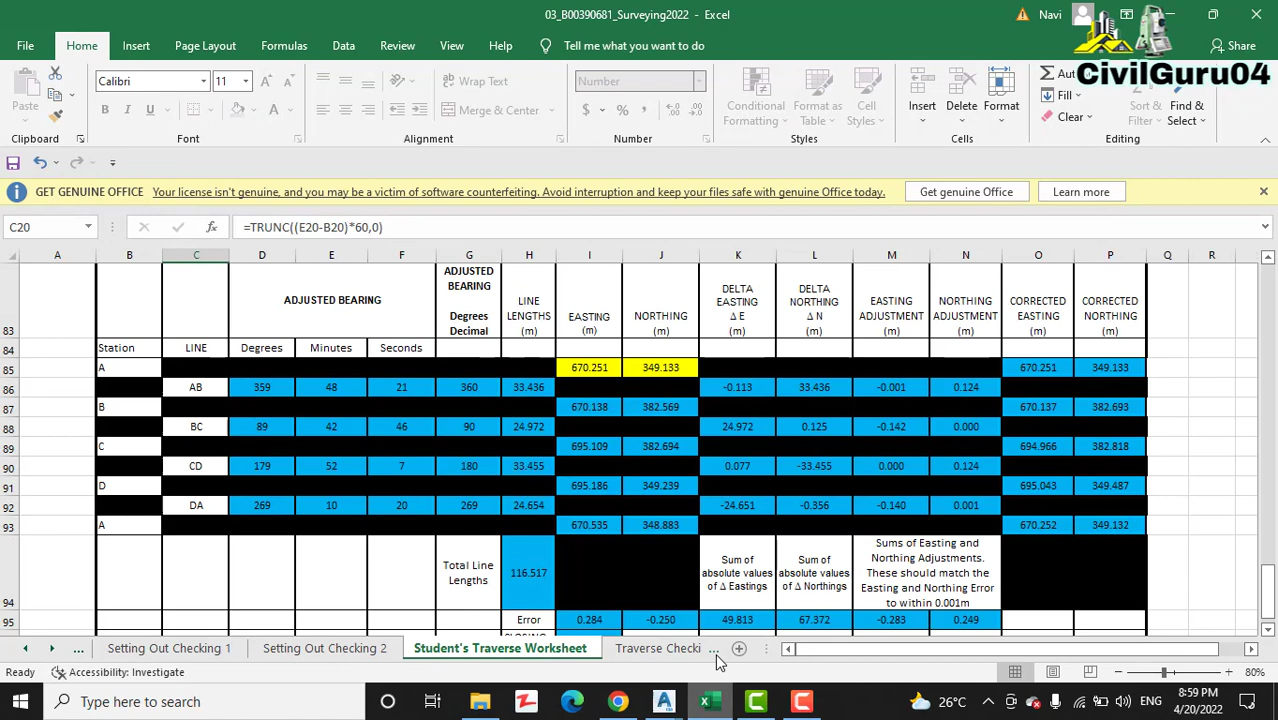 03_B00390681_Surveying2022 - Excel
Navi
File Home Insert Page Layout Formulas Data Review View Help Tell me what you want to do Share
CivilGuru04
Paste
Calibri 11
Wrap Text
Number
Merge & Center
Conditional Formatting
Format as Table
Cell Styles
Insert Delete Format
Fill
Clear
Sort & Filter
Find & Select
Clipboard Font Alignment Number Styles Cells Editing
GET GENUINE OFFICE Your license isn't genuine, and you may be a victim of software counterfeiting. Avoid interruption and keep your files safe with genuine Office today. Get genuine Office Learn more
C20 =TRUNC((E20-B20)*60,0)
A B C D E F G H I J K L M N O P Q R
83 ADJUSTED BEARING ADJUSTED BEARING Degrees Decimal LINE LENGTHS (m) EASTING (m) NORTHING (m) DELTA EASTING Δ E (m) DELTA NORTHING Δ N (m) EASTING ADJUSTMENT (m) NORTHING ADJUSTMENT (m) CORRECTED EASTING (m) CORRECTED NORTHING (m)
84 Station LINE Degrees Minutes Seconds
85 A 670.251 349.133 670.251 349.133
86 AB 359 48 21 360 33.436 -0.113 33.436 -0.001 0.124
87 B 670.138 382.569 670.137 382.693
88 BC 89 42 46 90 24.972 24.972 0.125 -0.142 0.000
89 C 695.109 382.694 694.966 382.818
90 CD 179 52 7 180 33.455 0.077 -33.455 0.000 0.124
91 D 695.186 349.239 695.043 349.487
92 DA 269 10 20 269 24.654 -24.651 -0.356 -0.140 0.001
93 A 670.535 348.883 670.252 349.132
94 Total Line Lengths 116.517 Sum of absolute values of Δ Eastings Sum of absolute values of Δ Northings Sums of Easting and Northing Adjustments. These should match the Easting and Northing Error to within 0.001m
95 Error 0.284 -0.250 49.813 67.372 -0.283 0.249
... Setting Out Checking 1 Setting Out Checking 2 Student's Traverse Worksheet Traverse Checki ...
Ready Accessibility: Investigate 80%
Type here to search 26°C ENG 8:59 PM
4/20/2022